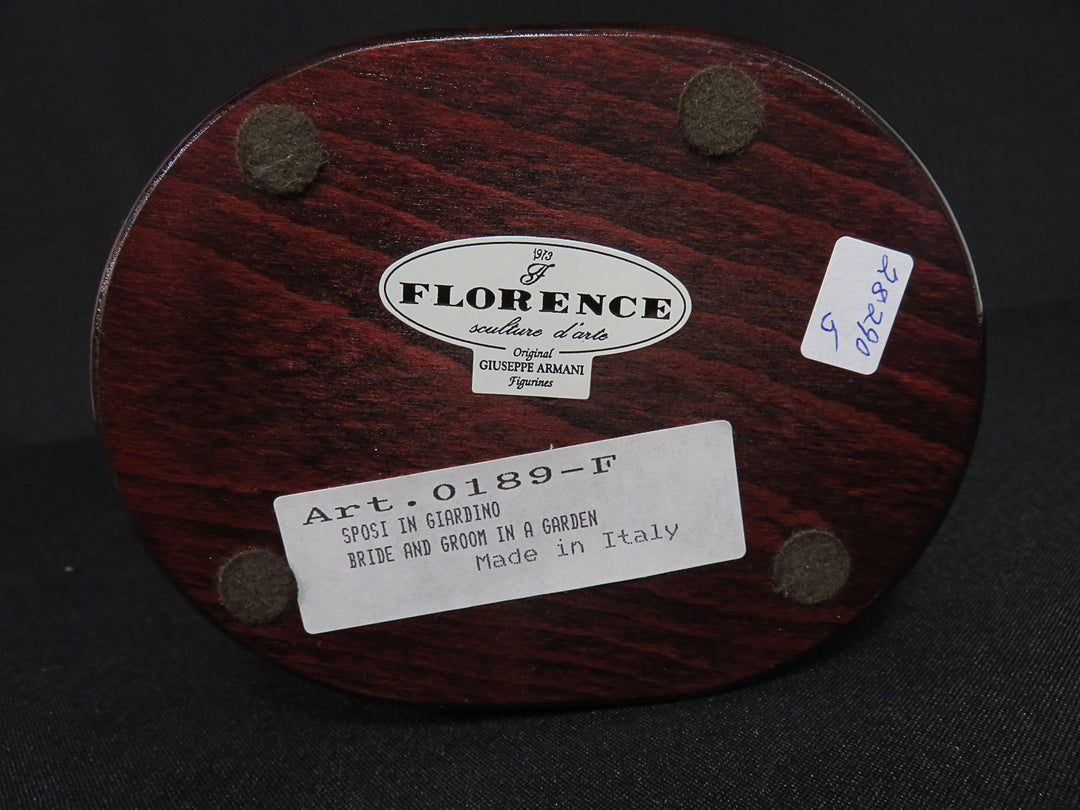 1973
F
FLORENCE
sculture d'arte
Original
GIUSEPPE ARMANI
Figurines
28290
5
Art.0189-F
SPOSI IN GIARDINO
BRIDE AND GROOM IN A GARDEN
Made in Italy